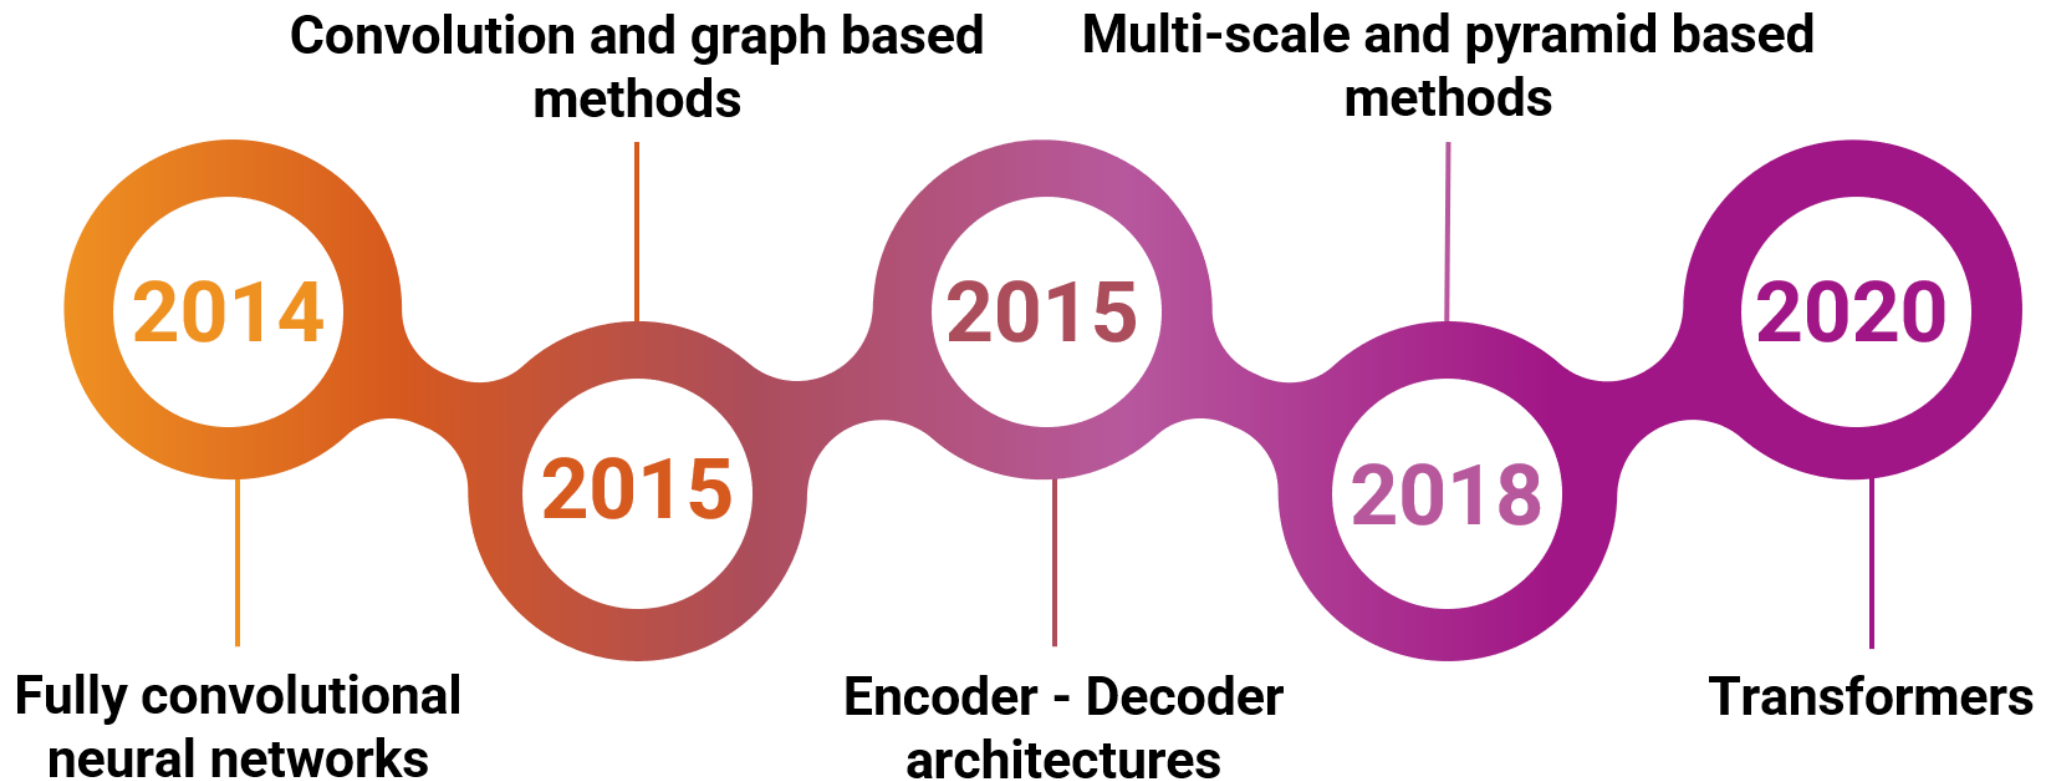 Convolution and graph based
methods
Multi-scale and pyramid based
methods
2014
2015
2015
2018
2020
Fully convolutional
neural networks
Encoder - Decoder
architectures
Transformers